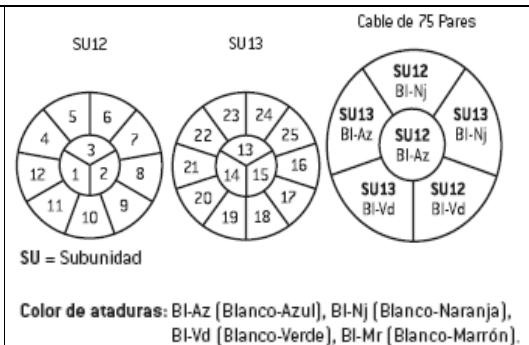 SU12
SU13
Cable de 75 Pares
5 6
4 7
3
12 1 2 8
11 9
10
23 24
22 25
13
21 14 15 16
20 17
19 18
SU12
Bl-Nj
SU13
Bl-Az
SU13
Bl-Nj
SU12
Bl-Az
SU13
Bl-Vd
SU12
Bl-Vd
SU = Subunidad
Color de ataduras: Bl-Az (Blanco-Azul), Bl-Nj (Blanco-Naranja),
Bl-Vd (Blanco-Verde), Bl-Mr (Blanco-Marrón).